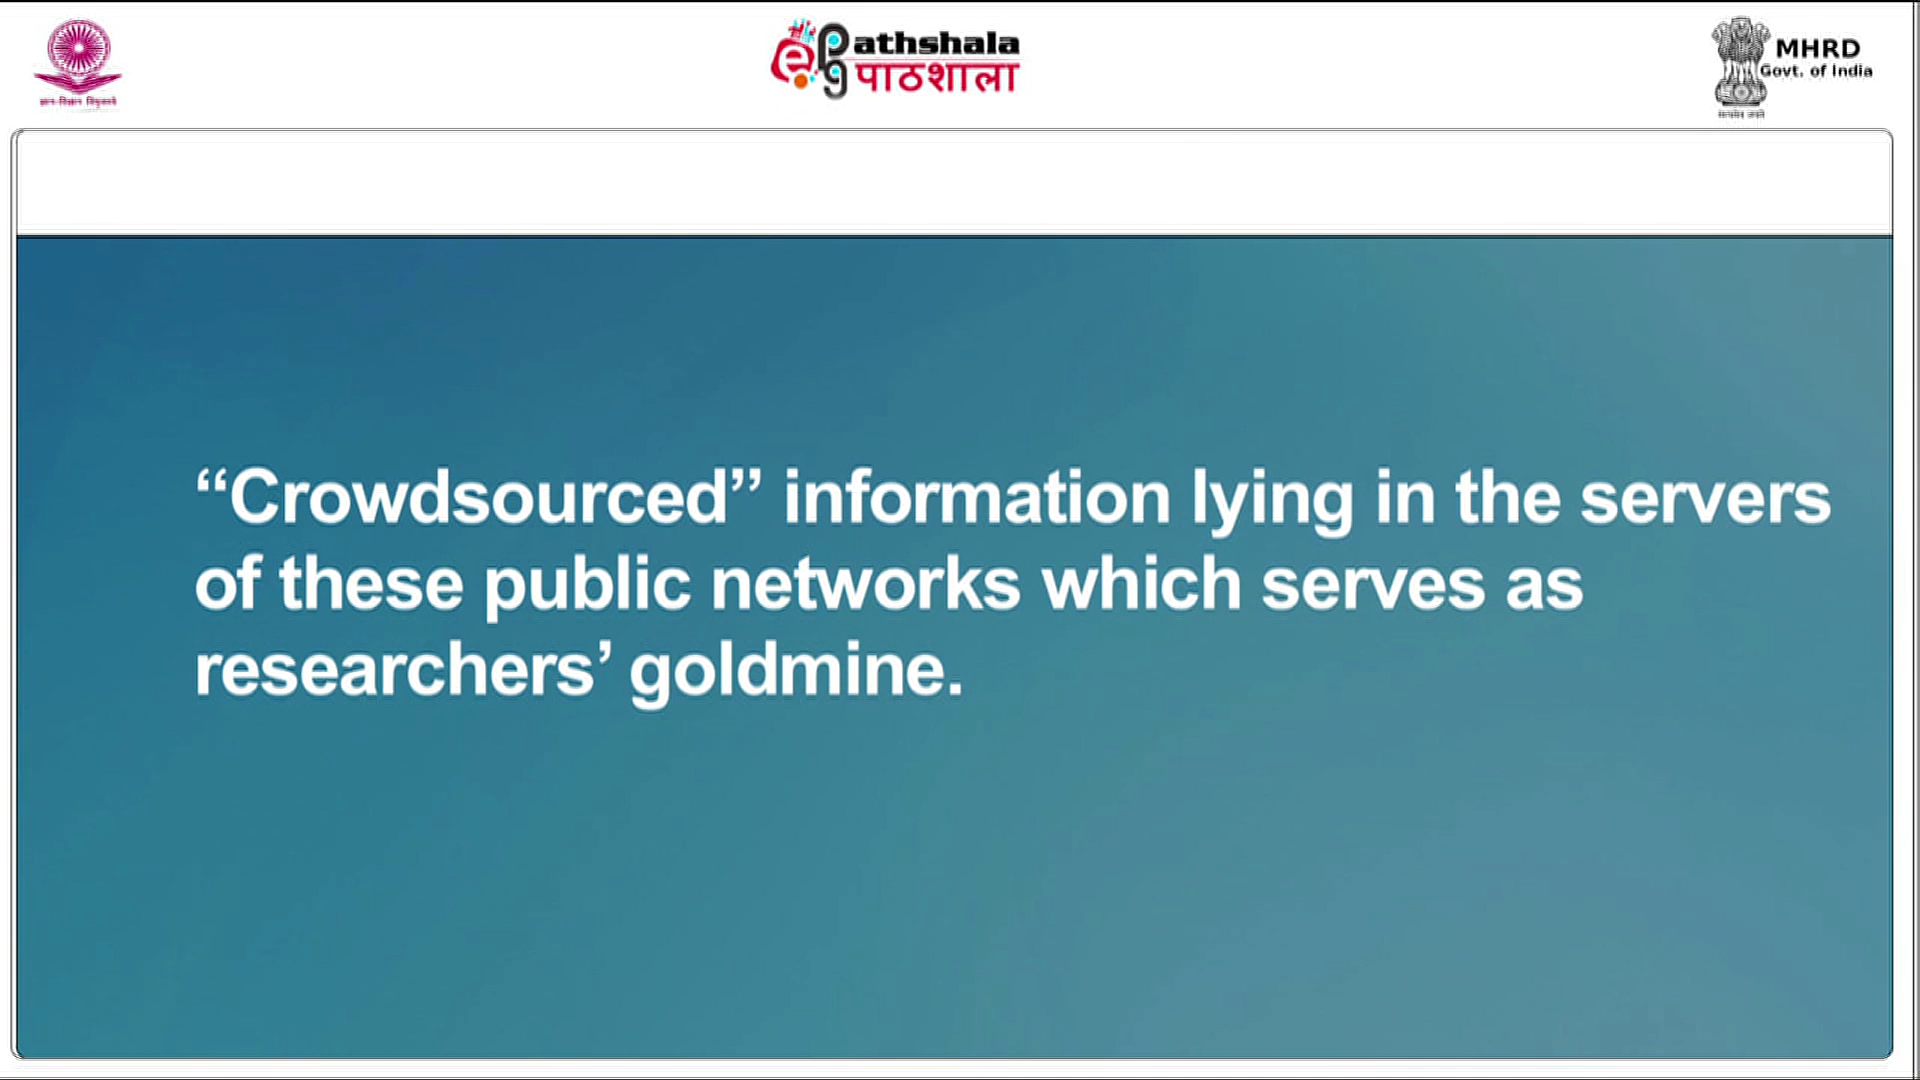 Pathshala
पाठशाला
MHRD
Govt. of India
“Crowdsourced” information lying in the servers
of these public networks which serves as
researchers’ goldmine.